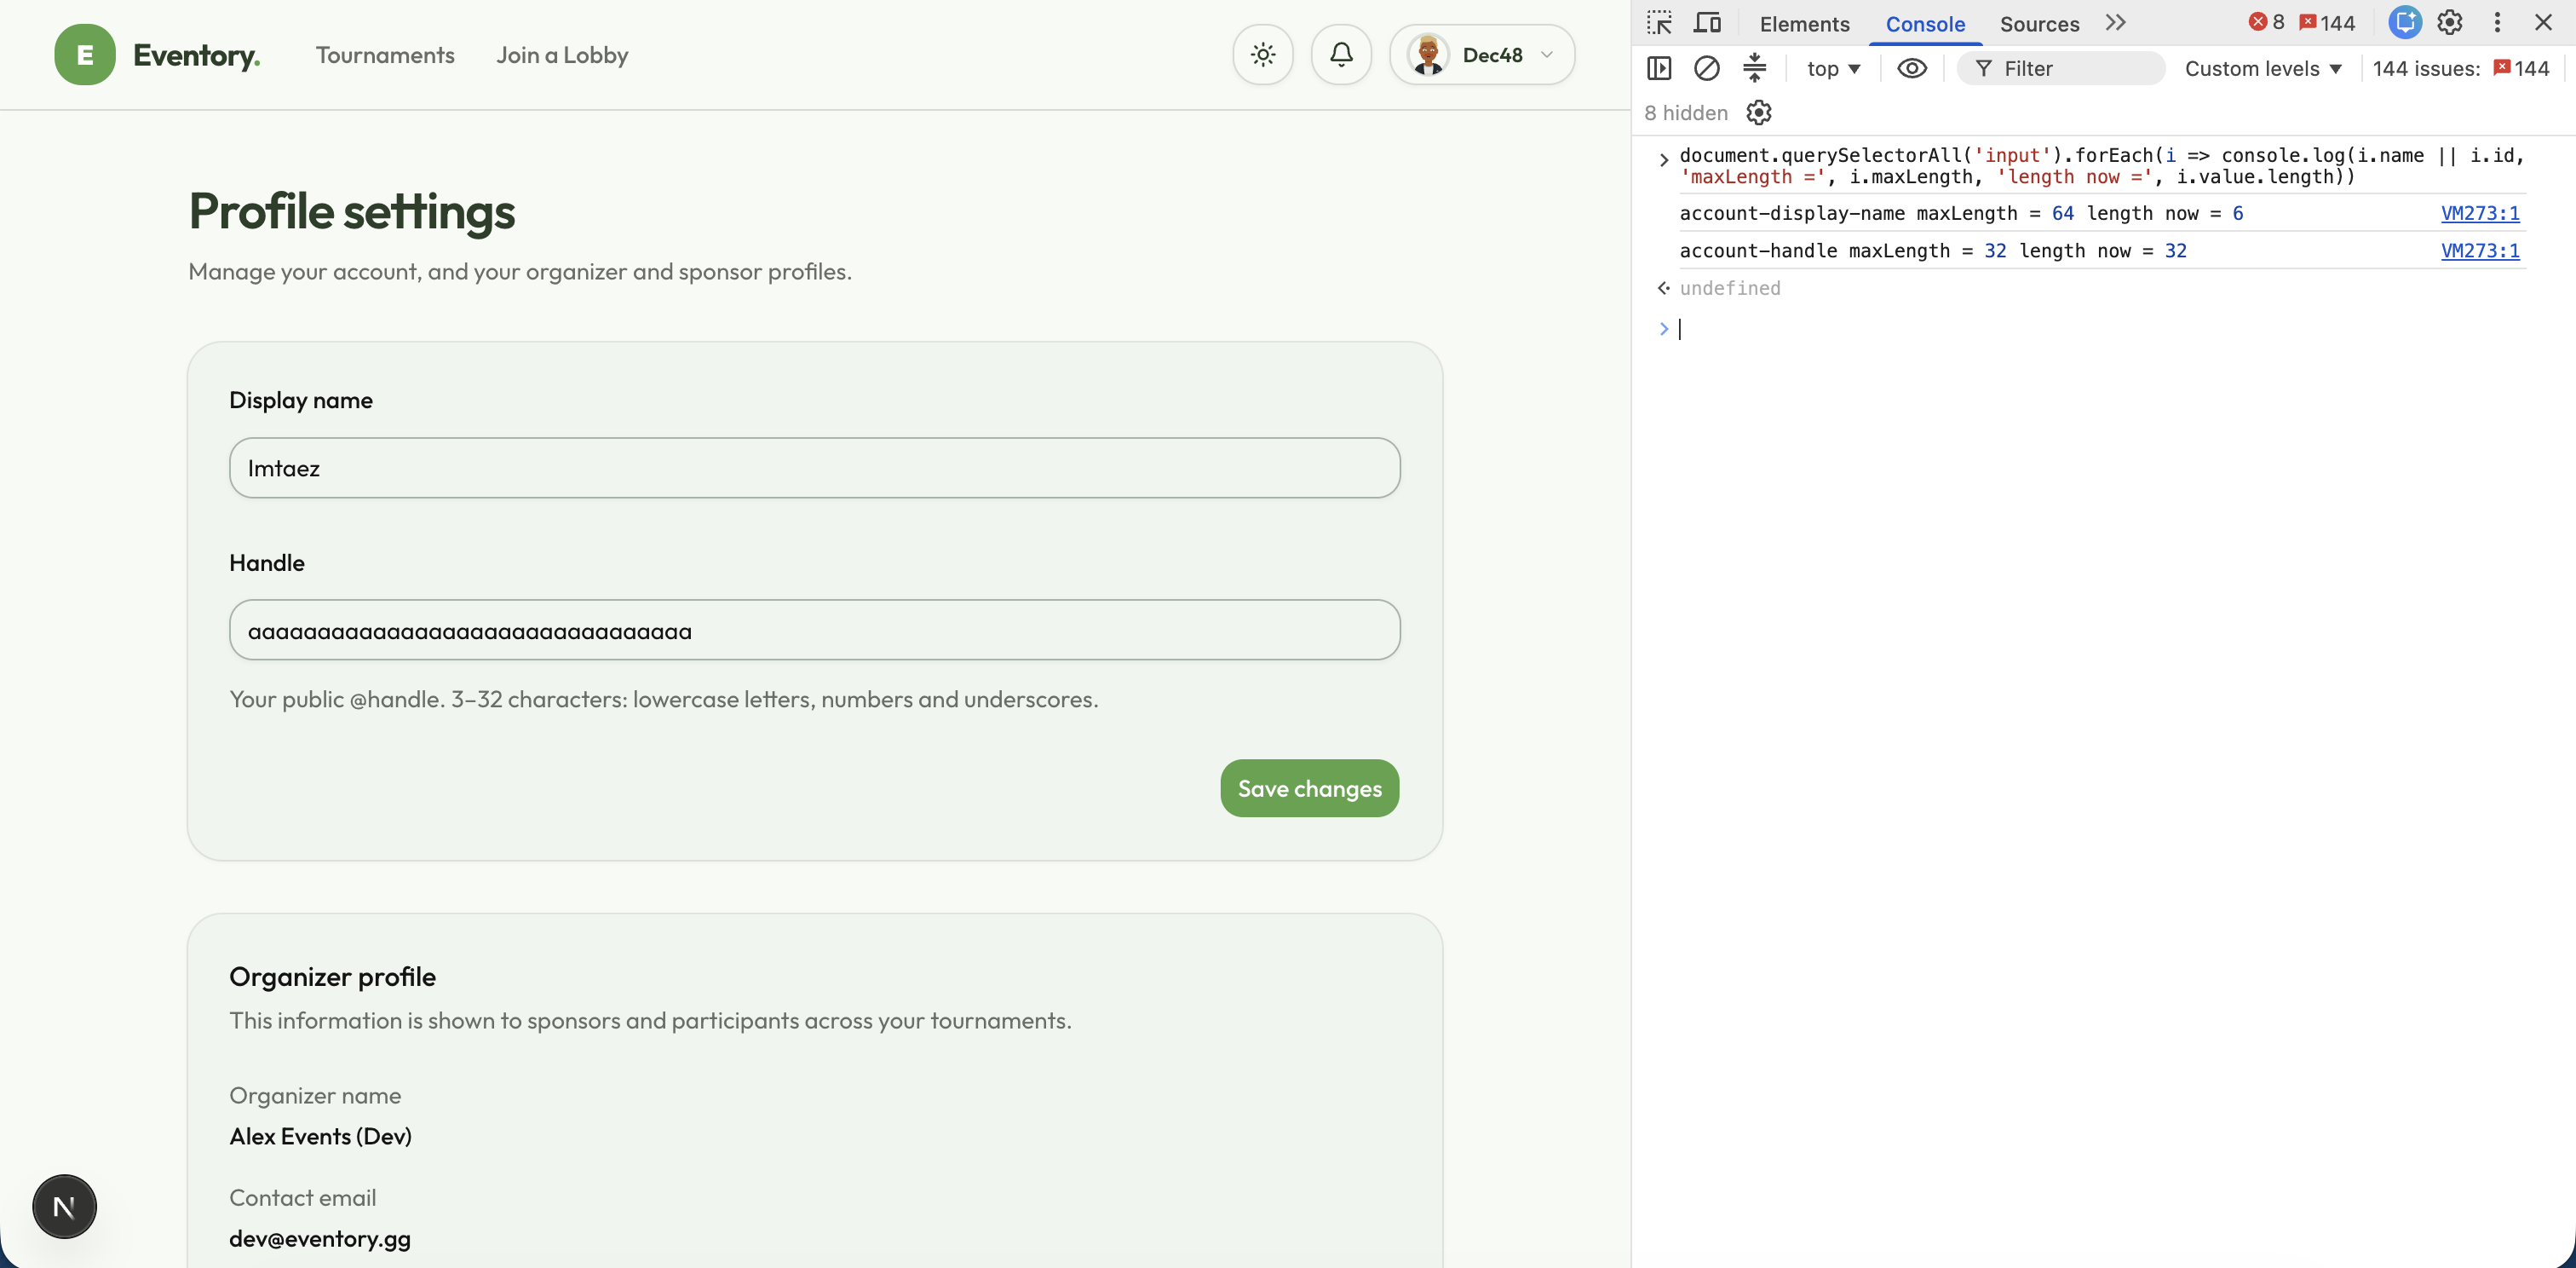 E Eventory. Tournaments Join a Lobby Dec48
Profile settings
Manage your account, and your organizer and sponsor profiles.
Display name
Imtaez
Handle
aaaaaaaaaaaaaaaaaaaaaaaaaaaaaaaa
Your public @handle. 3–32 characters: lowercase letters, numbers and underscores.
Save changes
Organizer profile
This information is shown to sponsors and participants across your tournaments.
Organizer name
Alex Events (Dev)
Contact email
dev@eventory.gg
N
Elements Console Sources 8 144
top Filter Custom levels 144 issues: 144
8 hidden
document.querySelectorAll('input').forEach(i => console.log(i.name || i.id,
'maxLength =', i.maxLength, 'length now =', i.value.length))
account-display-name maxLength = 64 length now = 6 VM273:1
account-handle maxLength = 32 length now = 32 VM273:1
undefined